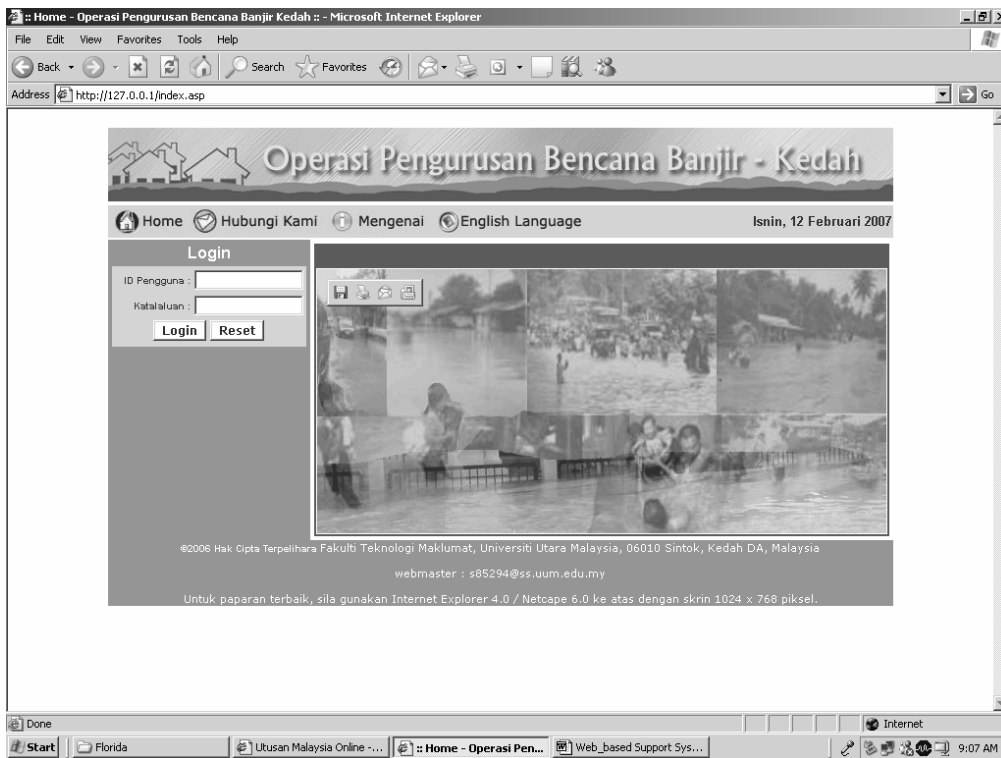 :: Home - Operasi Pengurusan Bencana Banjir Kedah :: - Microsoft Internet Explorer
File Edit View Favorites Tools Help
Back Search Favorites
Address http://127.0.0.1/index.asp Go
Operasi Pengurusan Bencana Banjir - Kedah
Home Hubungi Kami Mengenai English Language Isnin, 12 Februari 2007
Login
ID Pengguna :
Katalaluan :
Login Reset
©2006 Hak Cipta Terpelihara Fakulti Teknologi Maklumat, Universiti Utara Malaysia, 06010 Sintok, Kedah DA, Malaysia
webmaster : s85294@ss.uum.edu.my
Untuk paparan terbaik, sila gunakan Internet Explorer 4.0 / Netcape 6.0 ke atas dengan skrin 1024 x 768 piksel.
Done Internet
Start Florida Utusan Malaysia Online -... :: Home - Operasi Pen... Web_based Support Sys... 9:07 AM